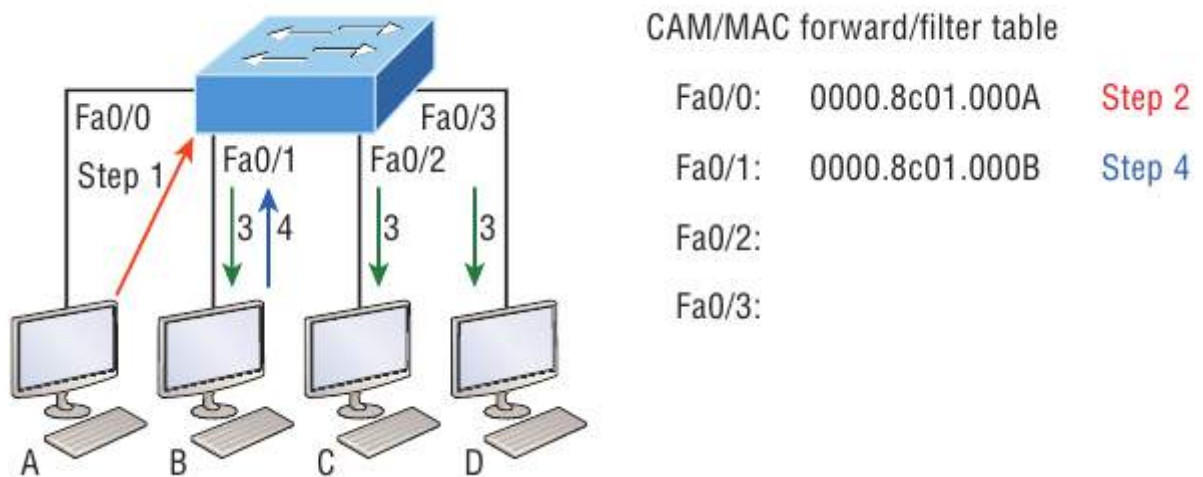 CAM/MAC forward/filter table
Fa0/0: 0000.8c01.000A Step 2
Fa0/1: 0000.8c01.000B Step 4
Fa0/2:
Fa0/3:
Fa0/0
Fa0/3
Step 1
Fa0/1
Fa0/2
3
4
3
3
A
B
C
D